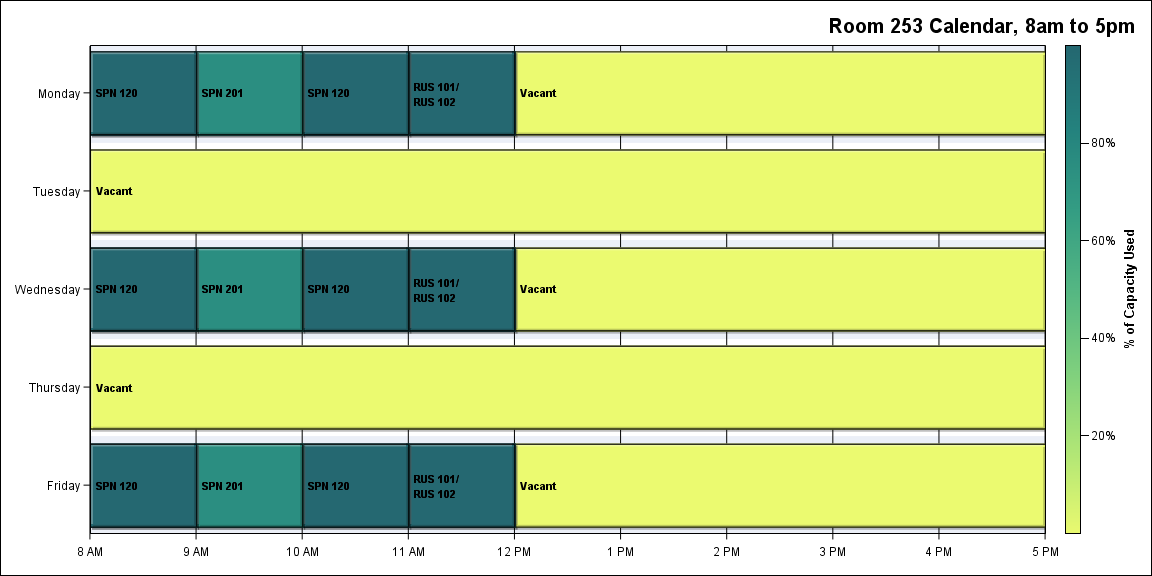 Room 253 Calendar, 8am to 5pm
Monday
SPN 120
SPN 201
SPN 120
RUS 101/
RUS 102
Vacant
Tuesday
Vacant
Wednesday
SPN 120
SPN 201
SPN 120
RUS 101/
RUS 102
Vacant
Thursday
Vacant
Friday
SPN 120
SPN 201
SPN 120
RUS 101/
RUS 102
Vacant
8 AM
9 AM
10 AM
11 AM
12 PM
1 PM
2 PM
3 PM
4 PM
5 PM
80%
60%
40%
20%
% of Capacity Used